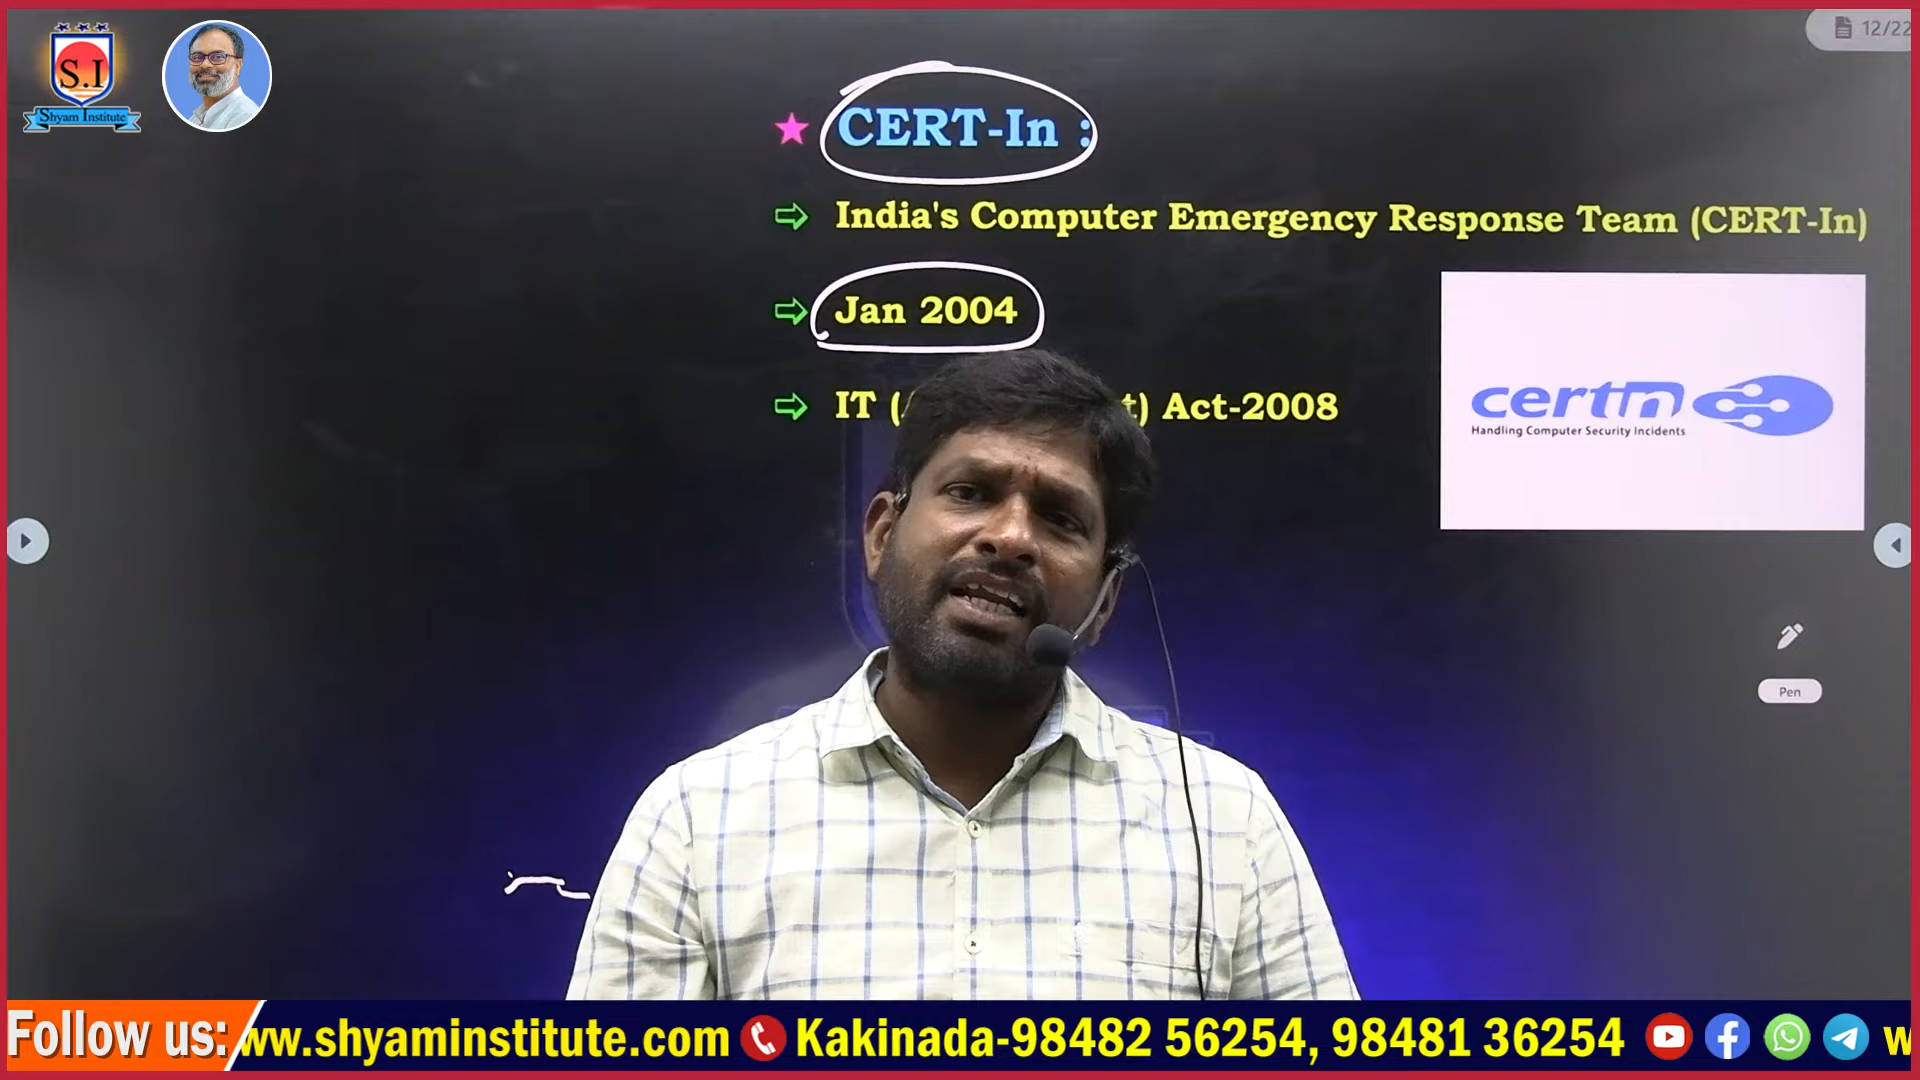 S.I
Shyam Institute
12/22
CERT-In :
India's Computer Emergency Response Team (CERT-In)
Jan 2004
IT ( t) Act-2008
certin
Handling Computer Security Incidents
Pen
Follow us:
ww.shyaminstitute.com Kakinada-98482 56254, 98481 36254
w